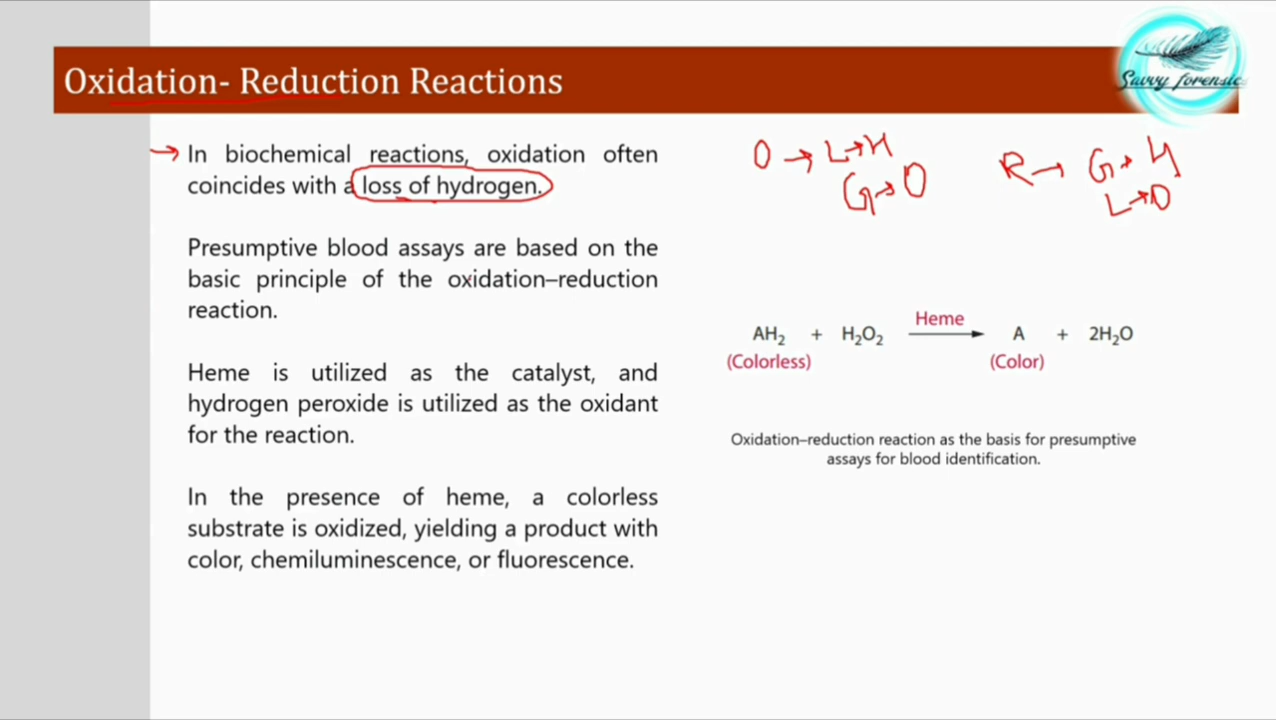 Oxidation- Reduction Reactions
Savvy forensics
In biochemical reactions, oxidation often
coincides with a loss of hydrogen.
Presumptive blood assays are based on the
basic principle of the oxidation–reduction
reaction.
Heme is utilized as the catalyst, and
hydrogen peroxide is utilized as the oxidant
for the reaction.
In the presence of heme, a colorless
substrate is oxidized, yielding a product with
color, chemiluminescence, or fluorescence.
O → L→H
G→O
R → G→ H
L→O
Heme
AH₂ + H₂O₂ → A + 2H₂O
(Colorless) (Color)
Oxidation–reduction reaction as the basis for presumptive
assays for blood identification.